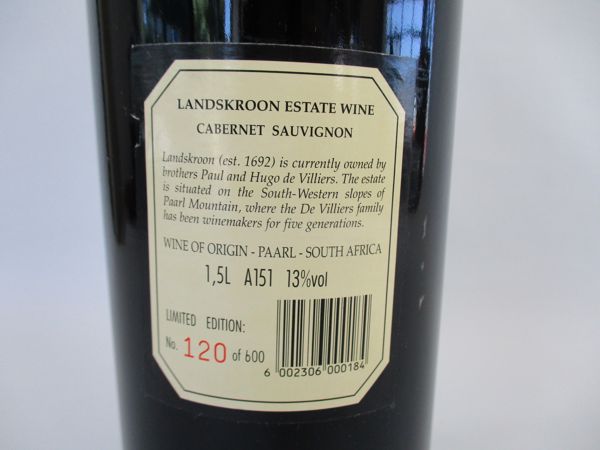 LANDSKROON ESTATE WINE
CABERNET SAUVIGNON
Landskroon (est. 1692) is currently owned by
brothers Paul and Hugo de Villiers. The estate
is situated on the South-Western slopes of
Paarl Mountain, where the De Villiers family
has been winemakers for five generations.
WINE OF ORIGIN - PAARL - SOUTH AFRICA
1,5L A151 13%vol
LIMITED EDITION:
No. 120 of 600
6 002306 000184